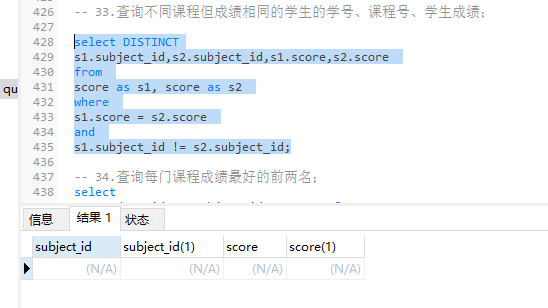 426 -- 33.查询不同课程但成绩相同的学生的学号、课程号、学生成绩;
427
428 select DISTINCT
429 s1.subject_id,s2.subject_id,s1.score,s2.score
430 from
431 score as s1, score as s2
432 where
433 s1.score = s2.score
434 and
435 s1.subject_id != s2.subject_id;
436
437 -- 34.查询每门课程成绩最好的前两名;
438 select
qu
信息 结果 1 状态
subject_id subject_id(1) score score(1)
(N/A) (N/A) (N/A) (N/A)